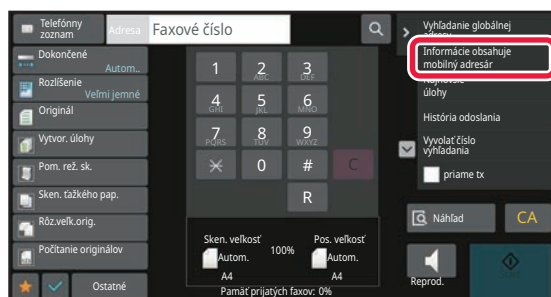 Telefónny
zoznam
Adresa
Faxové číslo
Dokončené
Autom..
Rozlíšenie
Veľmi jemné
Originál
Vytvor. úlohy
Pom. rež. sk.
Sken. ťažkého pap.
Rôz.veľk.orig.
Počítanie originálov
Ostatné
1
2
ABC
3
DEF
4
GHI
5
JKL
6
MNO
7
PQRS
8
TUV
9
WXYZ
0
#
C
R
Sken. veľkosť
Autom.
A4
100%
Pos. veľkosť
Autom.
A4
Pamäť prijatých faxov: 0%
Vyhľadanie globálnej
adresy
Informácie obsahuje
mobilný adresár
úlohy
História odoslania
Vyvolať číslo
vyhľadania
priame tx
Náhľad
CA
Reprod.